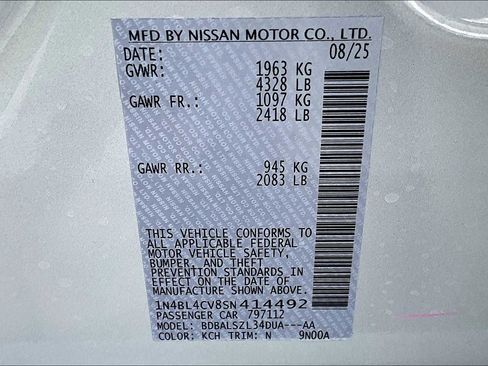 MFD BY NISSAN MOTOR CO., LTD.
DATE: 08/25
GVWR: 1963 KG
4328 LB
GAWR FR.: 1097 KG
2418 LB
GAWR RR.: 945 KG
2083 LB
THIS VEHICLE CONFORMS TO
ALL APPLICABLE FEDERAL
MOTOR VEHICLE SAFETY,
BUMPER, AND THEFT
PREVENTION STANDARDS
IN EFFECT ON THE DATE
OF MANUFACTURE SHOWN ABOVE.
1N4BL4CV8SN414492
PASSENGER CAR 797112
MODEL: BDBALSZL34DUA---AA
COLOR: KCH TRIM: N 9N00A